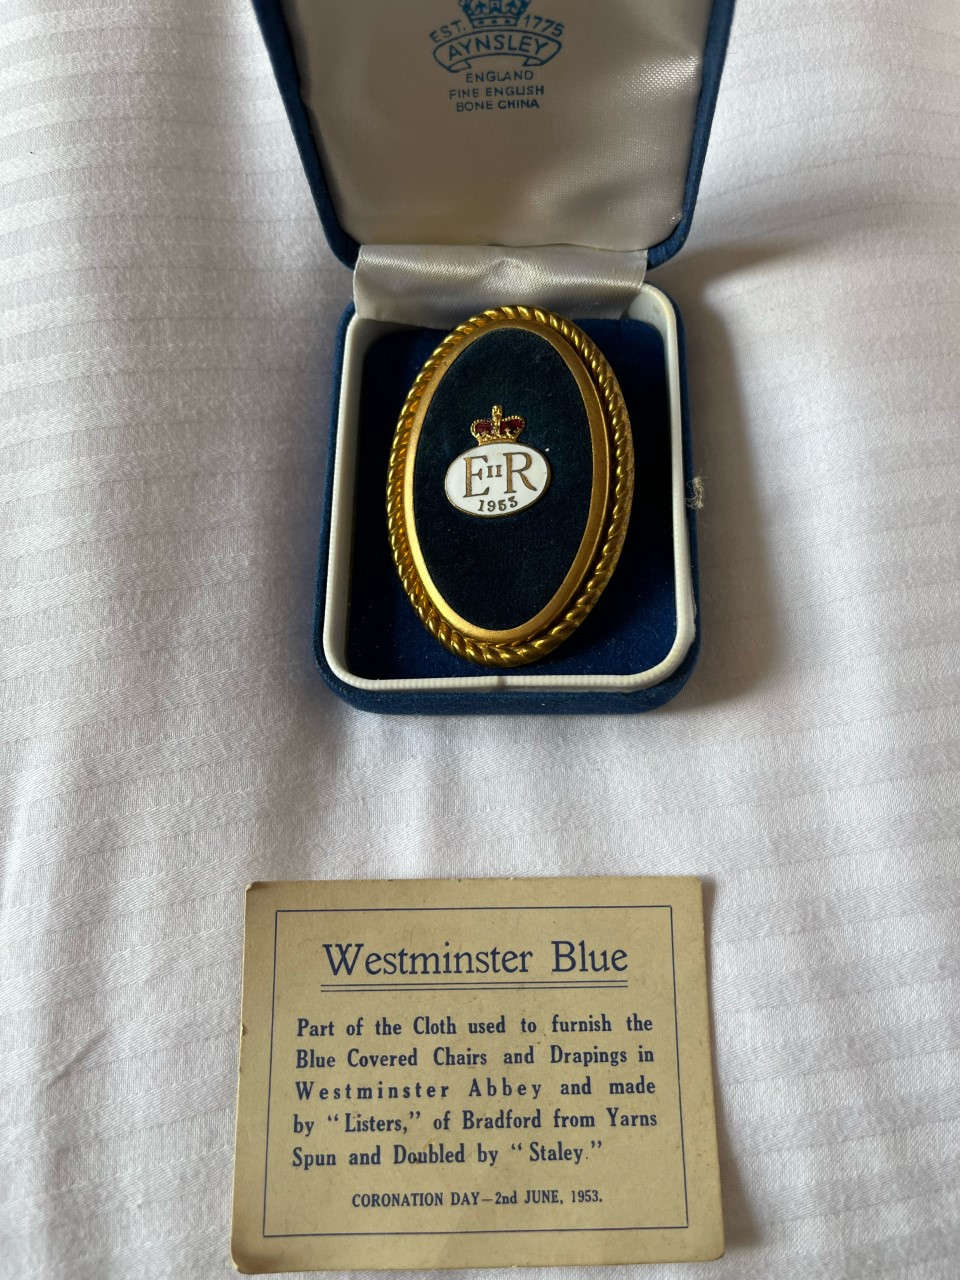 EST. 1775
AYNSLEY
ENGLAND
FINE ENGLISH
BONE CHINA
EIIR
1953
Westminster Blue
Part of the Cloth used to furnish the
Blue Covered Chairs and Drapings in
Westminster Abbey and made
by "Listers," of Bradford from Yarns
Spun and Doubled by "Staley."
CORONATION DAY—2nd JUNE, 1953.